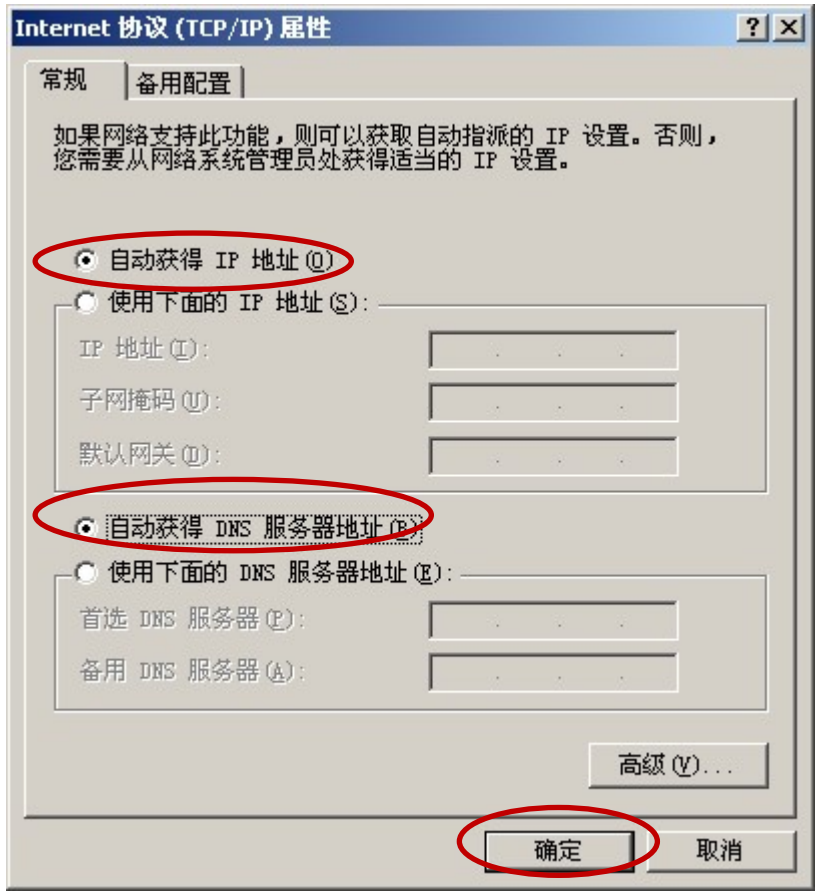 Internet 协议 (TCP/IP) 属性
常规
备用配置
如果网络支持此功能，则可以获取自动指派的 IP 设置。否则，
您需要从网络系统管理员处获得适当的 IP 设置。
自动获得 IP 地址(O)
使用下面的 IP 地址(S):
IP 地址(I):
子网掩码(U):
默认网关(D):
自动获得 DNS 服务器地址(B)
使用下面的 DNS 服务器地址(E):
首选 DNS 服务器(P):
备用 DNS 服务器(A):
高级(V)...
确定
取消